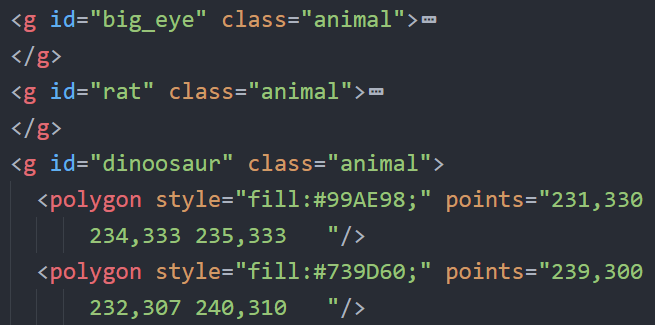 <g id="big_eye" class="animal">…
</g>
<g id="rat" class="animal">…
</g>
<g id="dinoosaur" class="animal">
<polygon style="fill:#99AE98;" points="231,330
234,333 235,333   "/>
<polygon style="fill:#739D60;" points="239,300
232,307 240,310   "/>